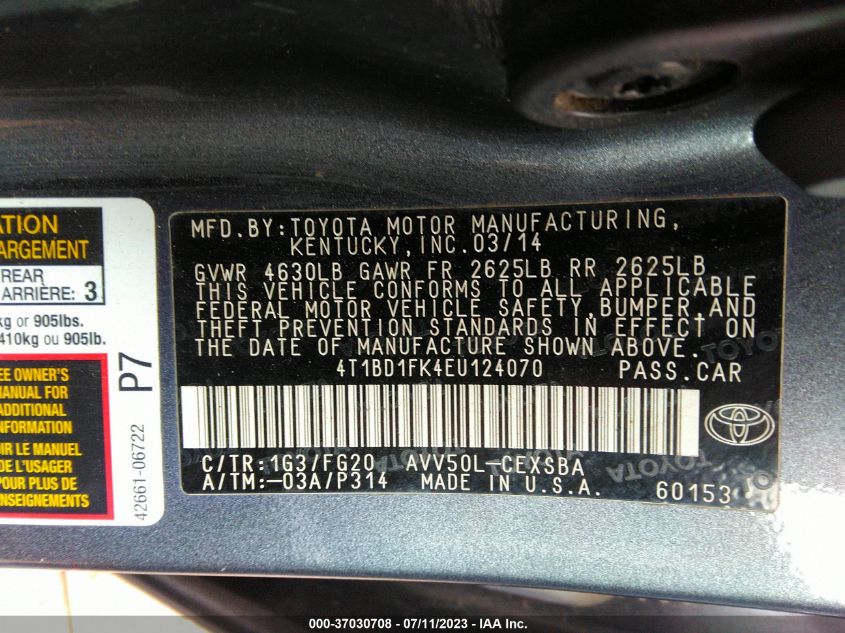 ATION
ARGEMENT
REAR
ARRIÈRE: 3
kg or 905lbs.
410kg ou 905lb.
EE OWNER'S
MANUAL FOR
ADDITIONAL
INFORMATION
OIR LE MANUEL
DE L'USAGER
POUR PLUS DE
ENSEIGNEMENTS
P7
42661-06722
MFD. BY: TOYOTA MOTOR MANUFACTURING,
KENTUCKY, INC. 03/14
GVWR 4630LB GAWR FR 2625LB RR 2625LB
THIS VEHICLE CONFORMS TO ALL APPLICABLE
FEDERAL MOTOR VEHICLE SAFETY, BUMPER, AND
THEFT PREVENTION STANDARDS IN EFFECT ON
THE DATE OF MANUFACTURE SHOWN ABOVE.
4T1BD1FK4EU124070 PASS.CAR
C/TR: 1G3/FG20 AVV50L-CEXSBA
A/TM:-03A/P314 MADE IN U.S.A. 60153
000-37030708 - 07/11/2023 - IAA Inc.